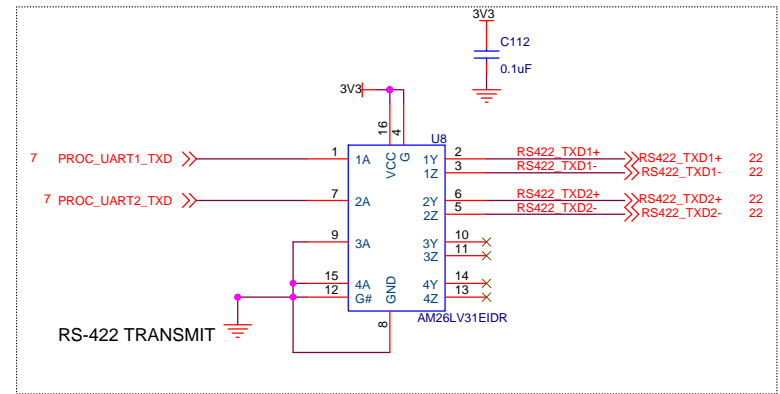 3V3
C112
0.1uF
3V3
16
4
U8
VCC
G
7 PROC_UART1_TXD
1
1A
1Y
2
RS422_TXD1+
RS422_TXD1+
22
1Z
3
RS422_TXD1-
RS422_TXD1-
22
7 PROC_UART2_TXD
7
2A
2Y
6
RS422_TXD2+
RS422_TXD2+
22
2Z
5
RS422_TXD2-
RS422_TXD2-
22
9
3A
3Y
10
3Z
11
15
4A
4Y
14
12
G#
4Z
13
GND
8
AM26LV31EIDR
RS-422 TRANSMIT